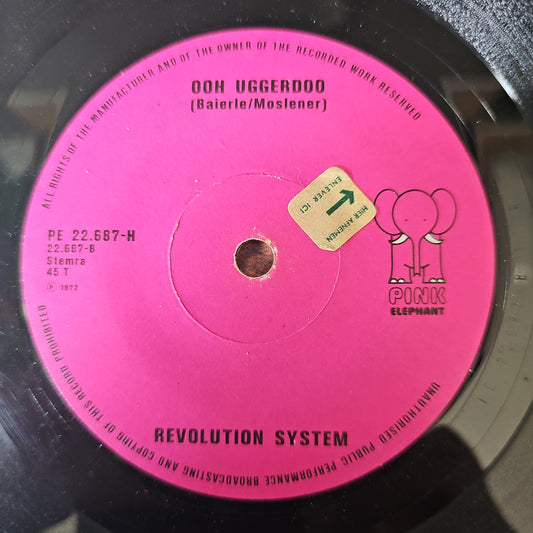 ALL RIGHTS OF THE MANUFACTURER AND OF THE OWNER OF THE RECORDED WORK RESERVED
OOH UGGERDOO
(Baierle/Moslener)
HIER AFNEMEN
ENLEVER ICI
PE 22.687-H
22.667-B
Stemra
45 T
℗ 1972
PINK
ELEPHANT
REVOLUTION SYSTEM
UNAUTHORISED PUBLIC PERFORMANCE BROADCASTING AND COPYING OF THIS RECORD PROHIBITED